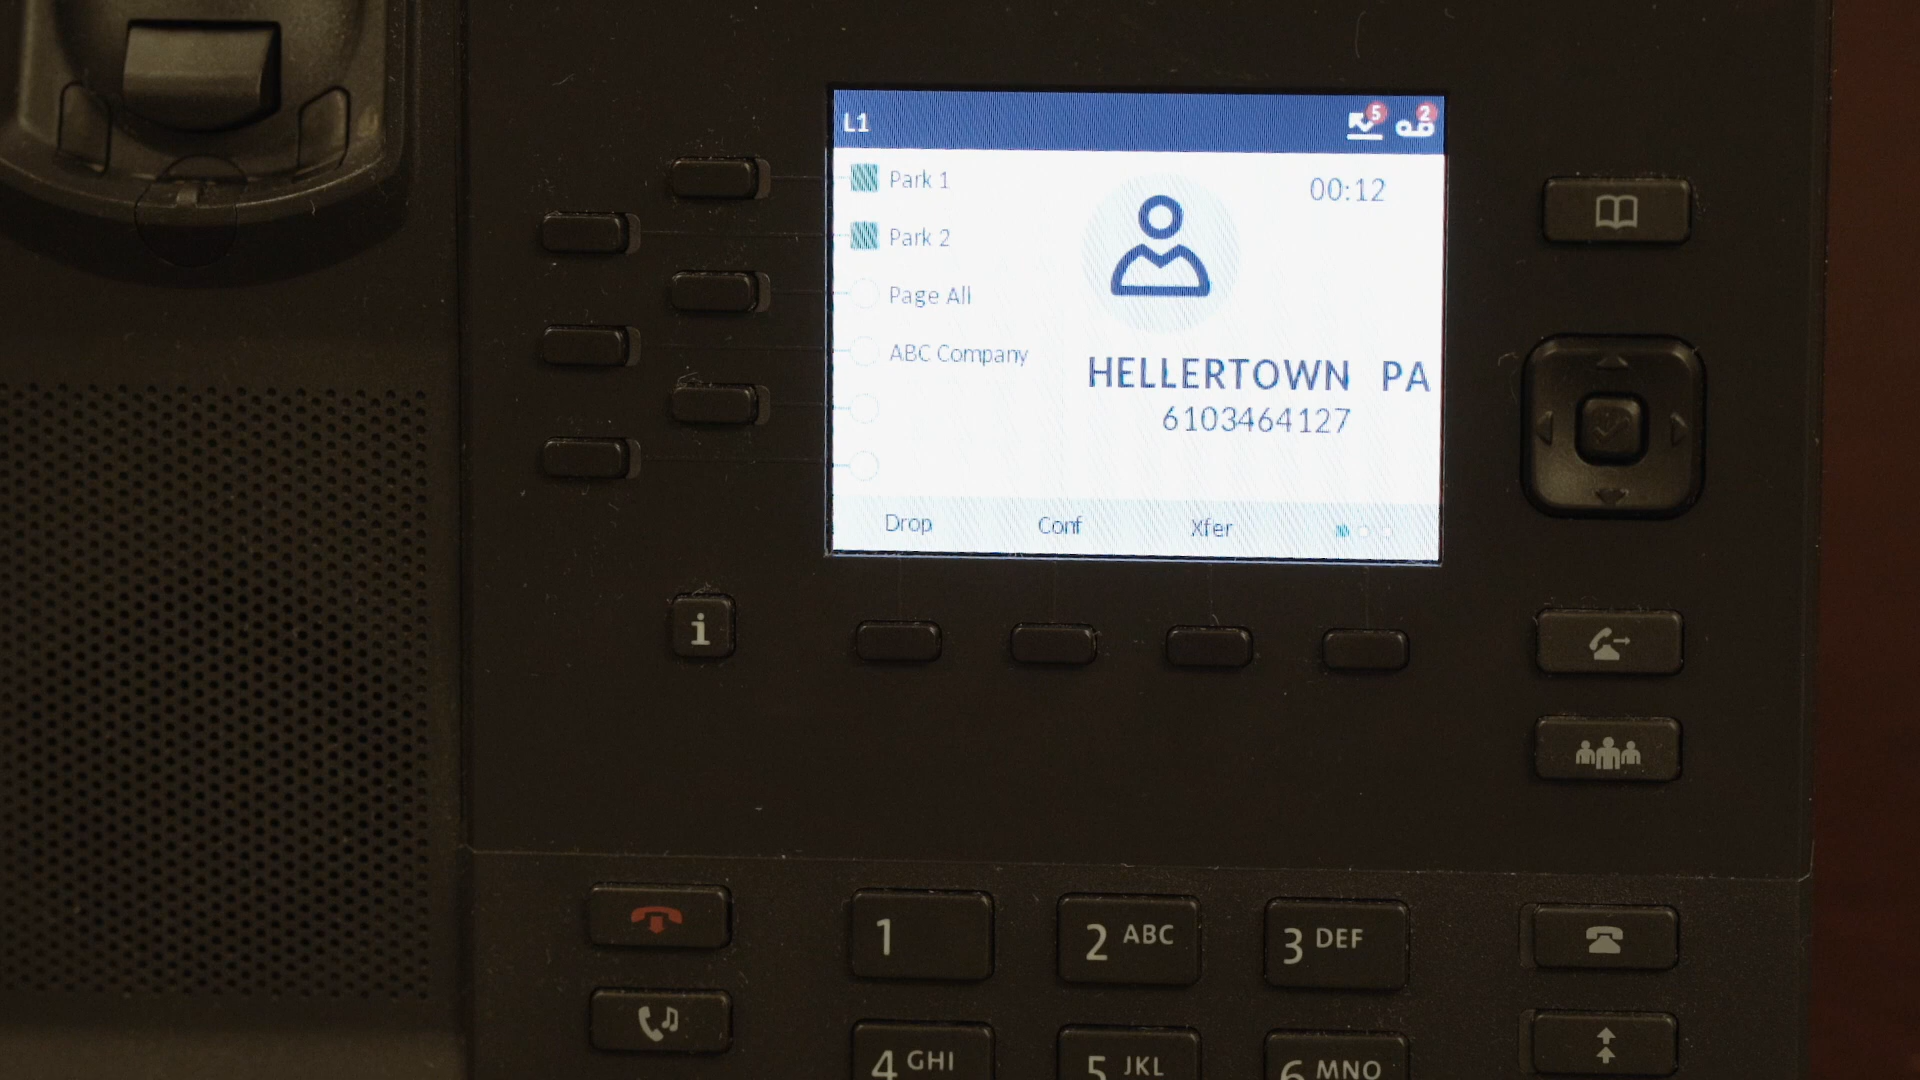 L1 5 2
Park 1 00:12
Park 2
Page All
ABC Company
HELLERTOWN PA
6103464127
Drop Conf Xfer
i
1 2 ABC 3 DEF
4 GHI 5 JKL 6 MNO